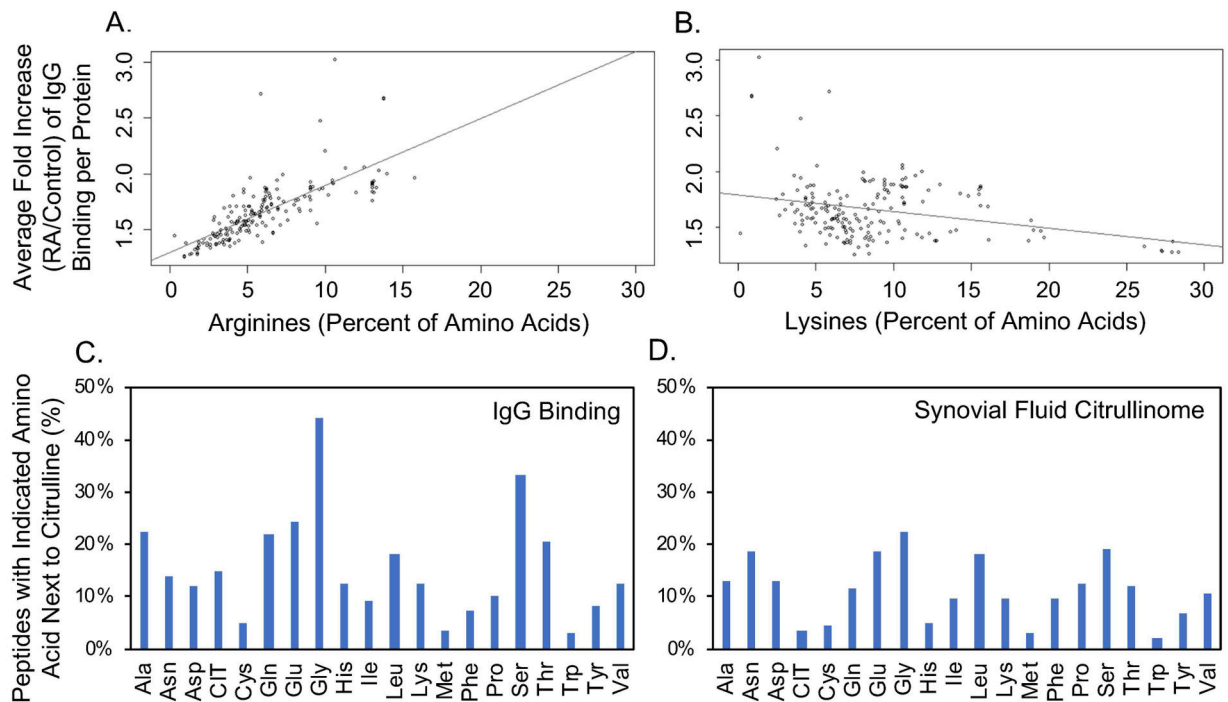 A.
B.
Average Fold Increase
(RA/Control) of IgG
Binding per Protein
3.0
2.5
2.0
1.5
0 5 10 15 20 25 30
Arginines (Percent of Amino Acids)
3.0
2.5
2.0
1.5
0 5 10 15 20 25 30
Lysines (Percent of Amino Acids)
C.
D.
Peptides with Indicated Amino
Acid Next to Citrulline (%)
50%
40%
30%
20%
10%
0%
IgG Binding
Ala Asn Asp CIT Cys Gln Glu Gly His Ile Leu Lys Met Phe Pro Ser Thr Trp Tyr Val
50%
40%
30%
20%
10%
0%
Synovial Fluid Citrullinome
Ala Asn Asp CIT Cys Gln Glu Gly His Ile Leu Lys Met Phe Pro Ser Thr Trp Tyr Val